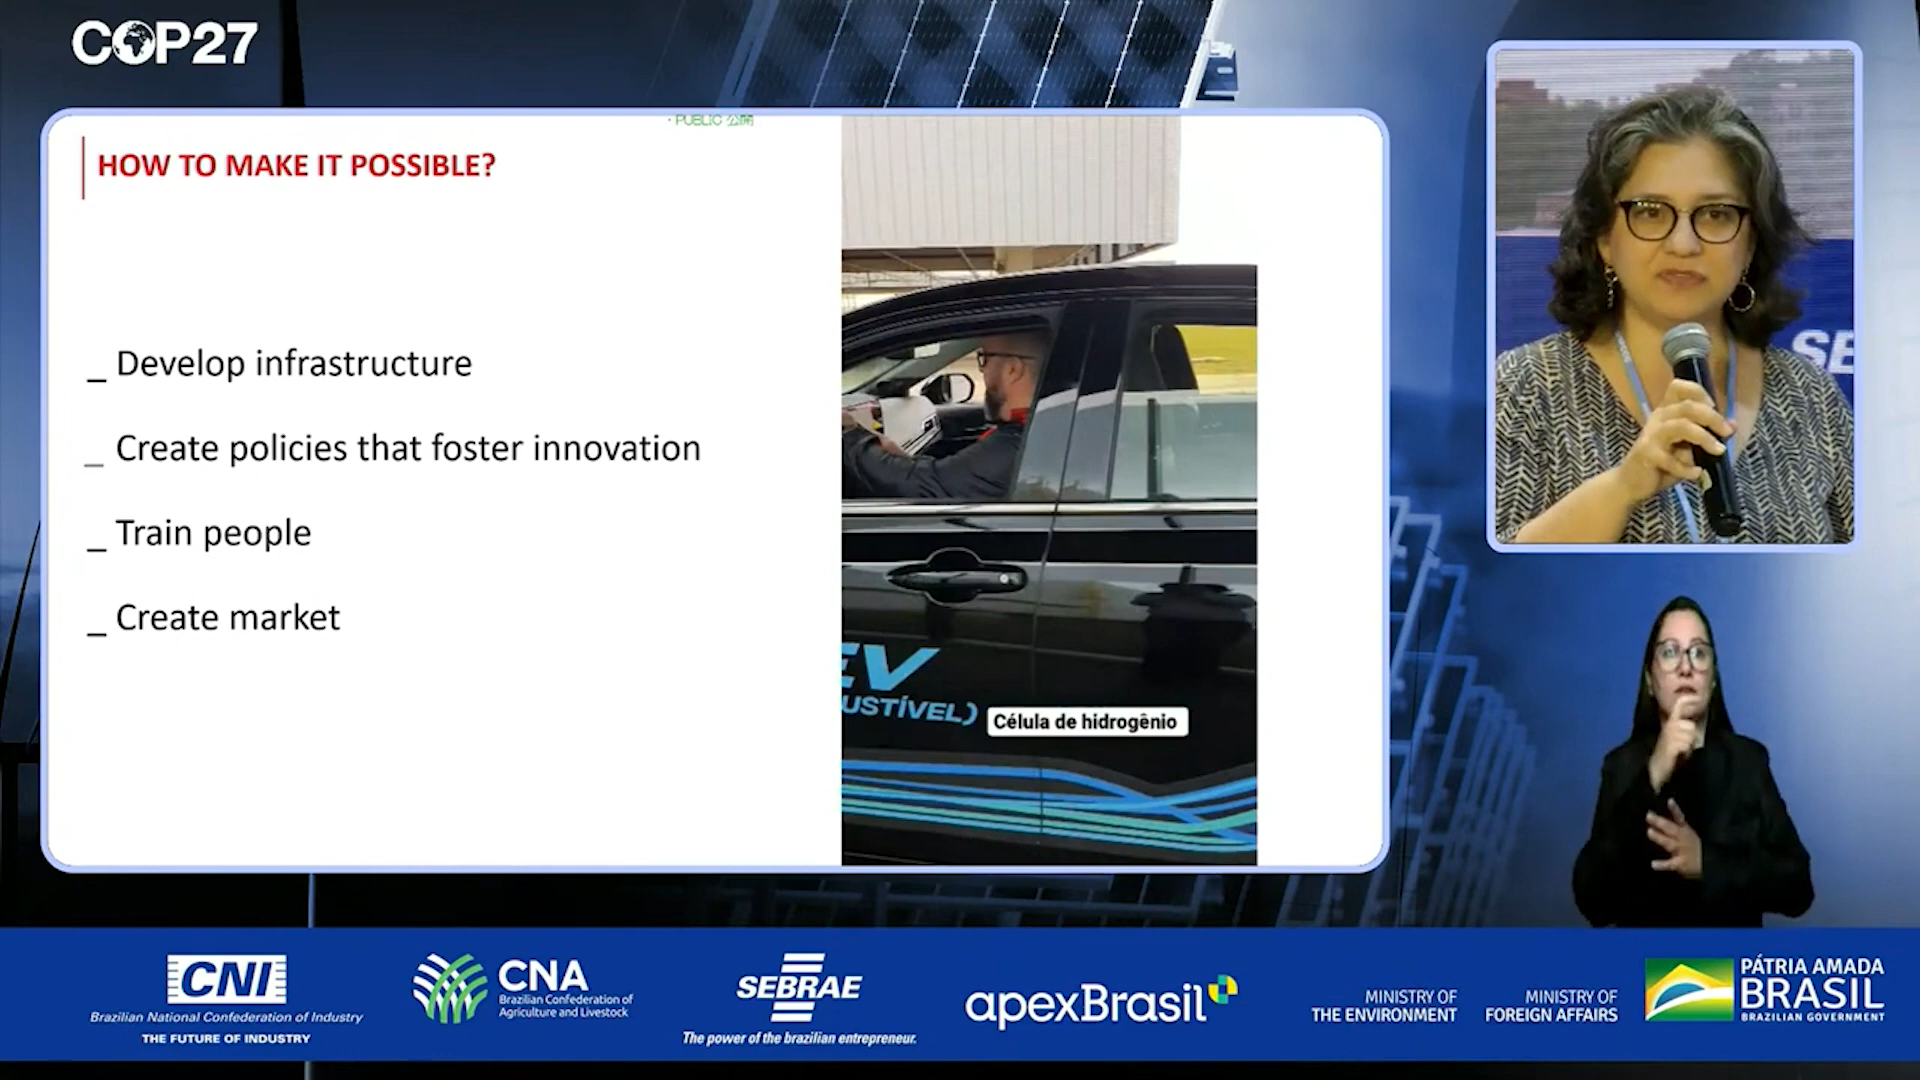 COP27
· PUBLIC 公開
HOW TO MAKE IT POSSIBLE?
_ Develop infrastructure
_ Create policies that foster innovation
_ Train people
_ Create market
EV
USTÍVEL)
Célula de hidrogênio
SE
CNI
Brazilian National Confederation of Industry
THE FUTURE OF INDUSTRY
CNA
Brazilian Confederation of
Agriculture and Livestock
SEBRAE
The power of the brazilian entrepreneur.
apexBrasil
MINISTRY OF
THE ENVIRONMENT
MINISTRY OF
FOREIGN AFFAIRS
PÁTRIA AMADA
BRASIL
BRAZILIAN GOVERNMENT